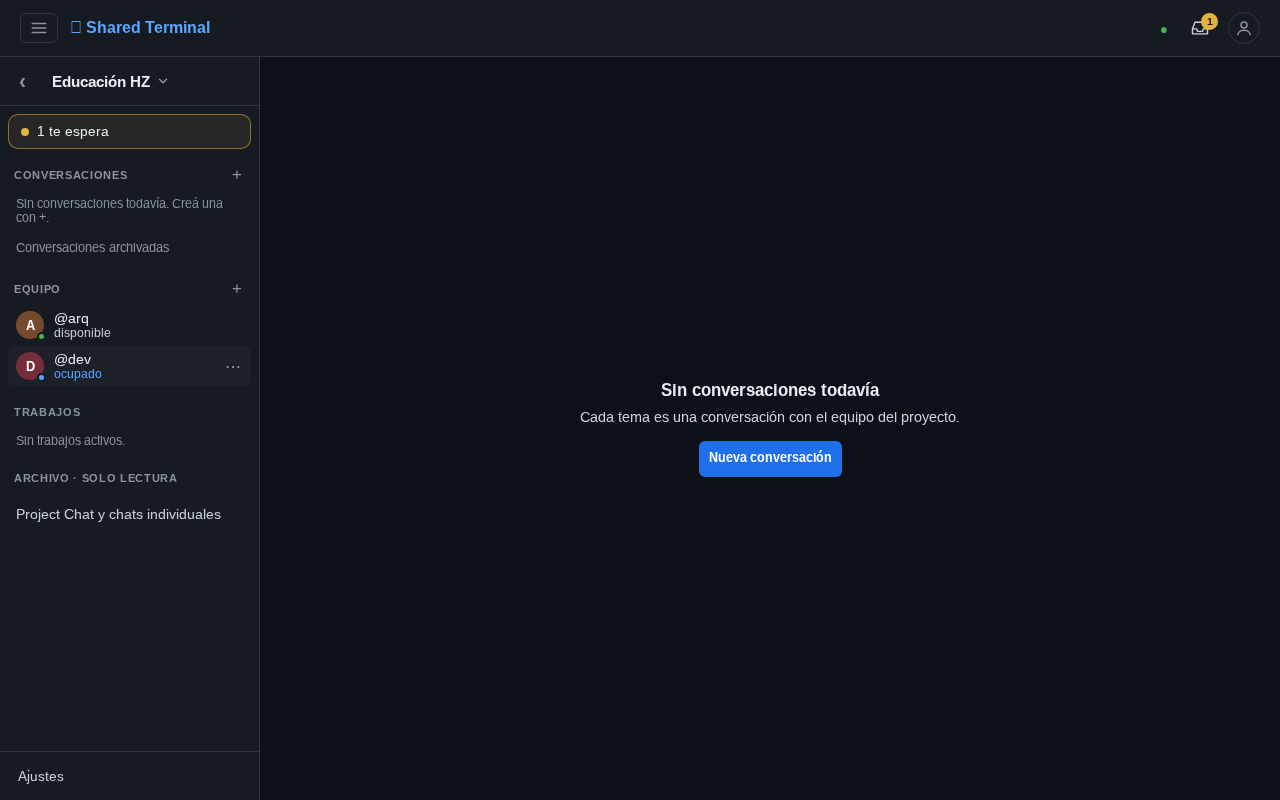 Shared Terminal
1
Educación HZ
1 te espera
CONVERSACIONES +
Sin conversaciones todavía. Creá una
con +.
Conversaciones archivadas
EQUIPO +
A
@arq
disponible
D
@dev
ocupado
TRABAJOS
Sin trabajos activos.
ARCHIVO · SOLO LECTURA
Project Chat y chats individuales
Ajustes
Sin conversaciones todavía
Cada tema es una conversación con el equipo del proyecto.
Nueva conversación